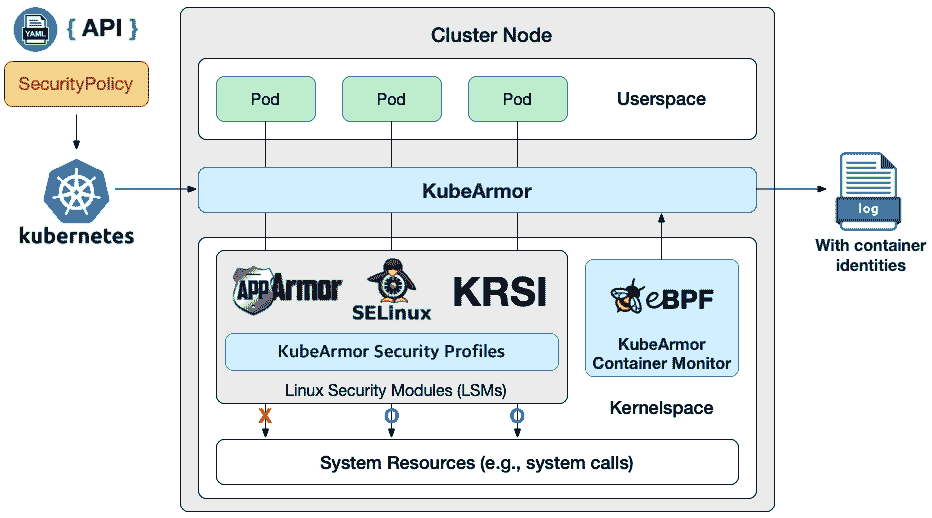 YAML
{ API }
SecurityPolicy
kubernetes
Cluster Node
Pod
Pod
Pod
Userspace
KubeArmor
log
With container
identities
APPArmor
SELinux
KRSI
KubeArmor Security Profiles
Linux Security Modules (LSMs)
eBPF
KubeArmor
Container Monitor
Kernelspace
X
O
O
System Resources (e.g., system calls)